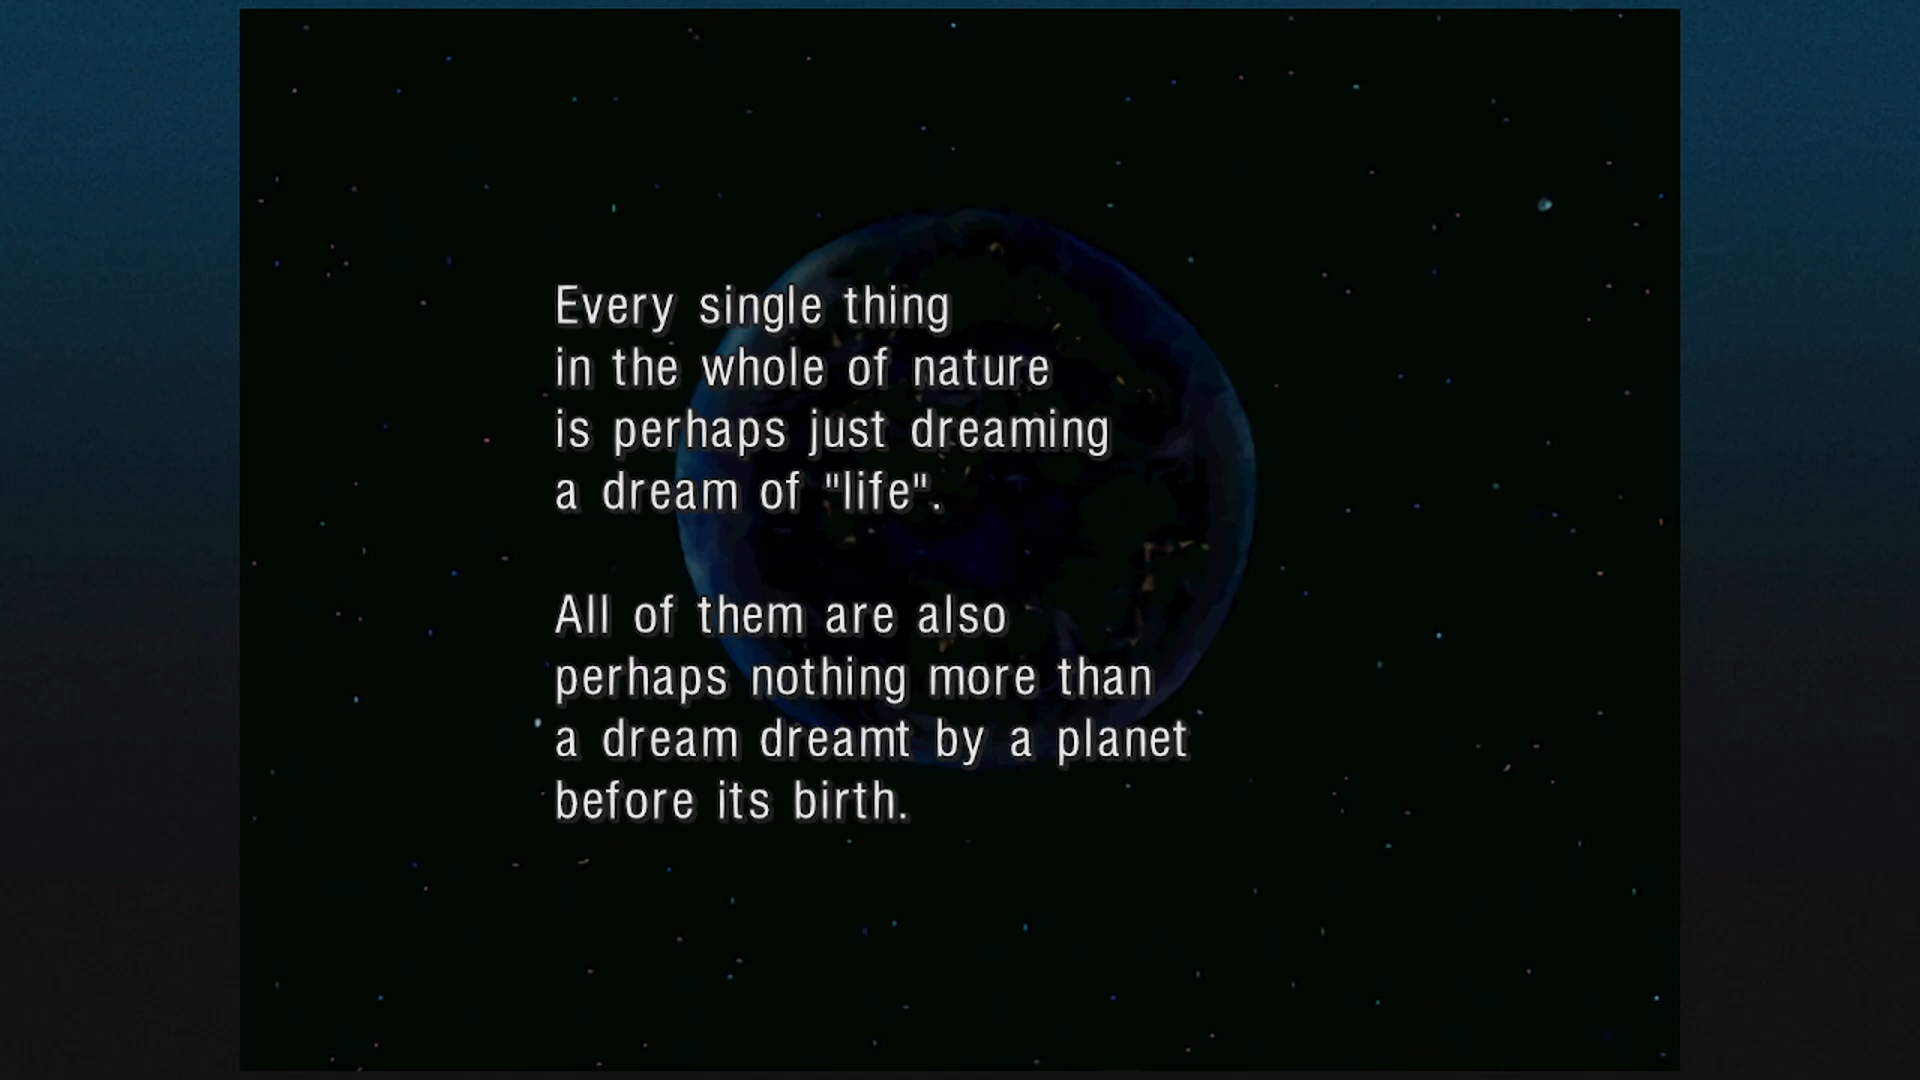 Every single thing
in the whole of nature
is perhaps just dreaming
a dream of "life".
All of them are also
perhaps nothing more than
a dream dreamt by a planet
before its birth.